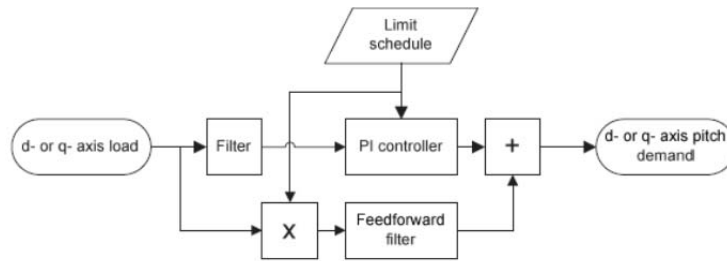 Limit
schedule
d- or q- axis load
Filter
PI controller
+
d- or q- axis pitch
demand
X
Feedforward
filter